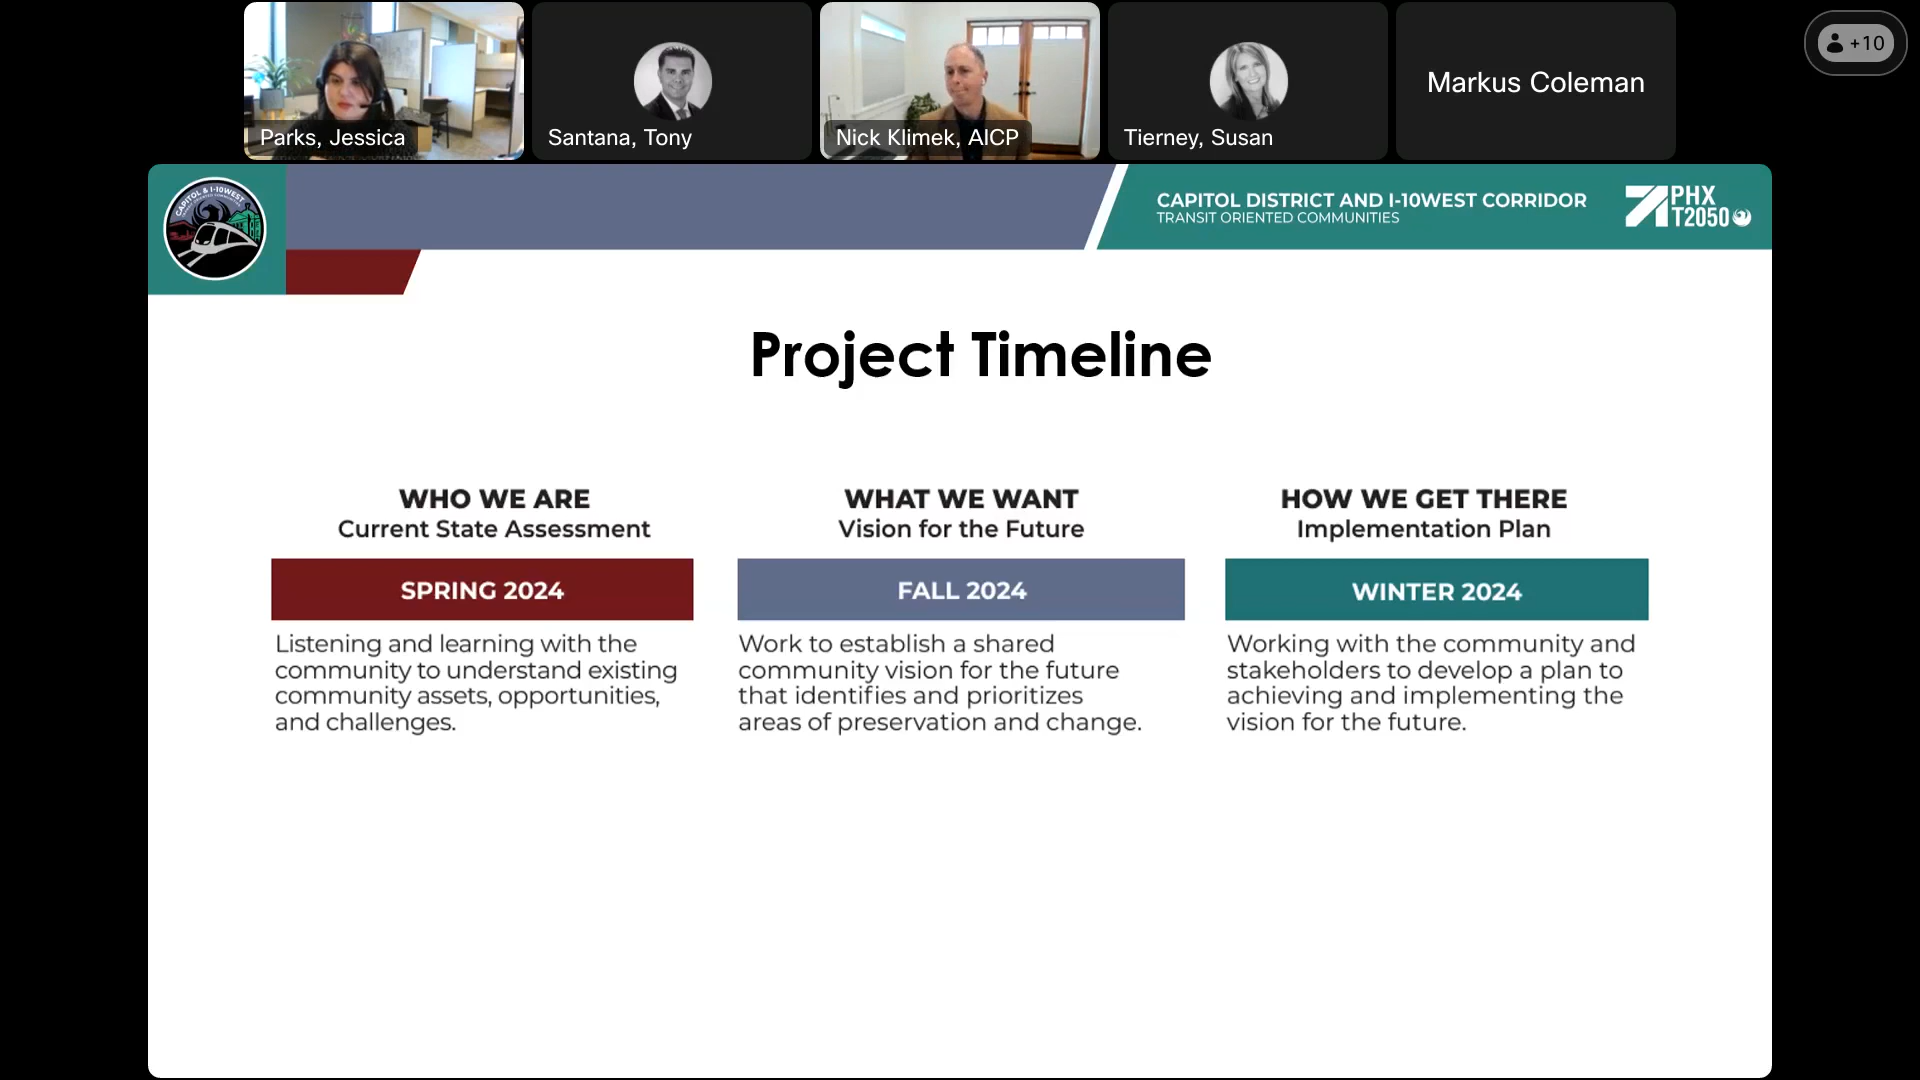 Parks, Jessica
Santana, Tony
Nick Klimek, AICP
Tierney, Susan
Markus Coleman
+10
CAPITOL & I-10WEST
CAPITOL DISTRICT AND I-10WEST CORRIDOR
TRANSIT ORIENTED COMMUNITIES
PHX
T2050
Project Timeline
WHO WE ARE
Current State Assessment
SPRING 2024
Listening and learning with the
community to understand existing
community assets, opportunities,
and challenges.
WHAT WE WANT
Vision for the Future
FALL 2024
Work to establish a shared
community vision for the future
that identifies and prioritizes
areas of preservation and change.
HOW WE GET THERE
Implementation Plan
WINTER 2024
Working with the community and
stakeholders to develop a plan to
achieving and implementing the
vision for the future.